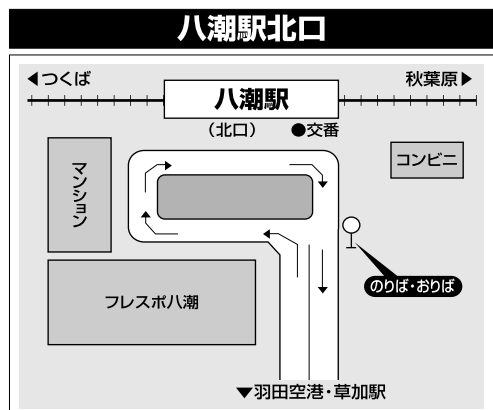 八潮駅北口
◀つくば
秋葉原▶
八潮駅
（北口）
●交番
マンション
コンビニ
のりば・おりば
フレスポ八潮
▼羽田空港・草加駅